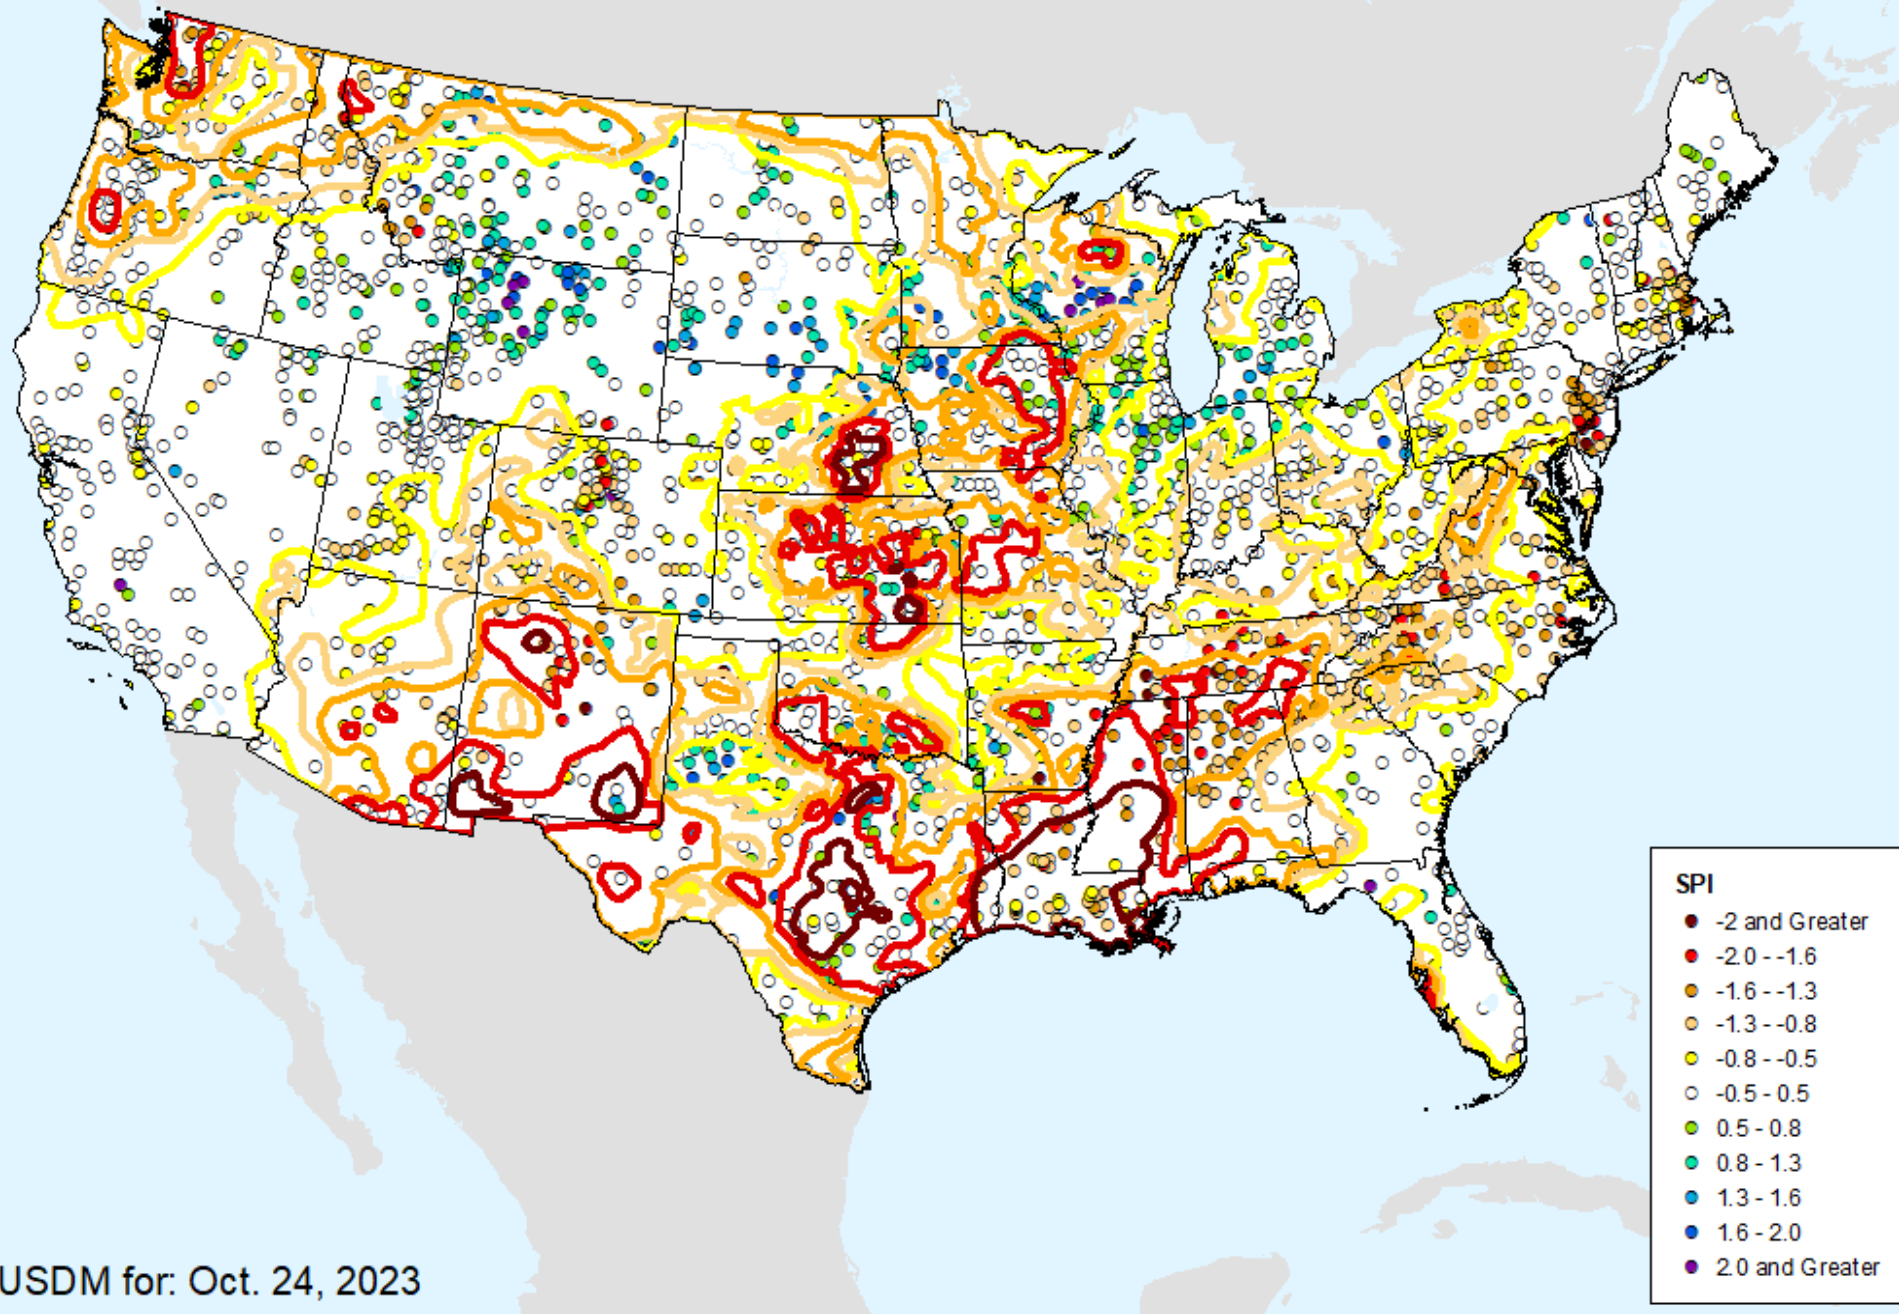 SPI
-2 and Greater
-2.0 - -1.6
-1.6 - -1.3
-1.3 - -0.8
-0.8 - -0.5
-0.5 - 0.5
0.5 - 0.8
0.8 - 1.3
1.3 - 1.6
1.6 - 2.0
2.0 and Greater
USDM for: Oct. 24, 2023